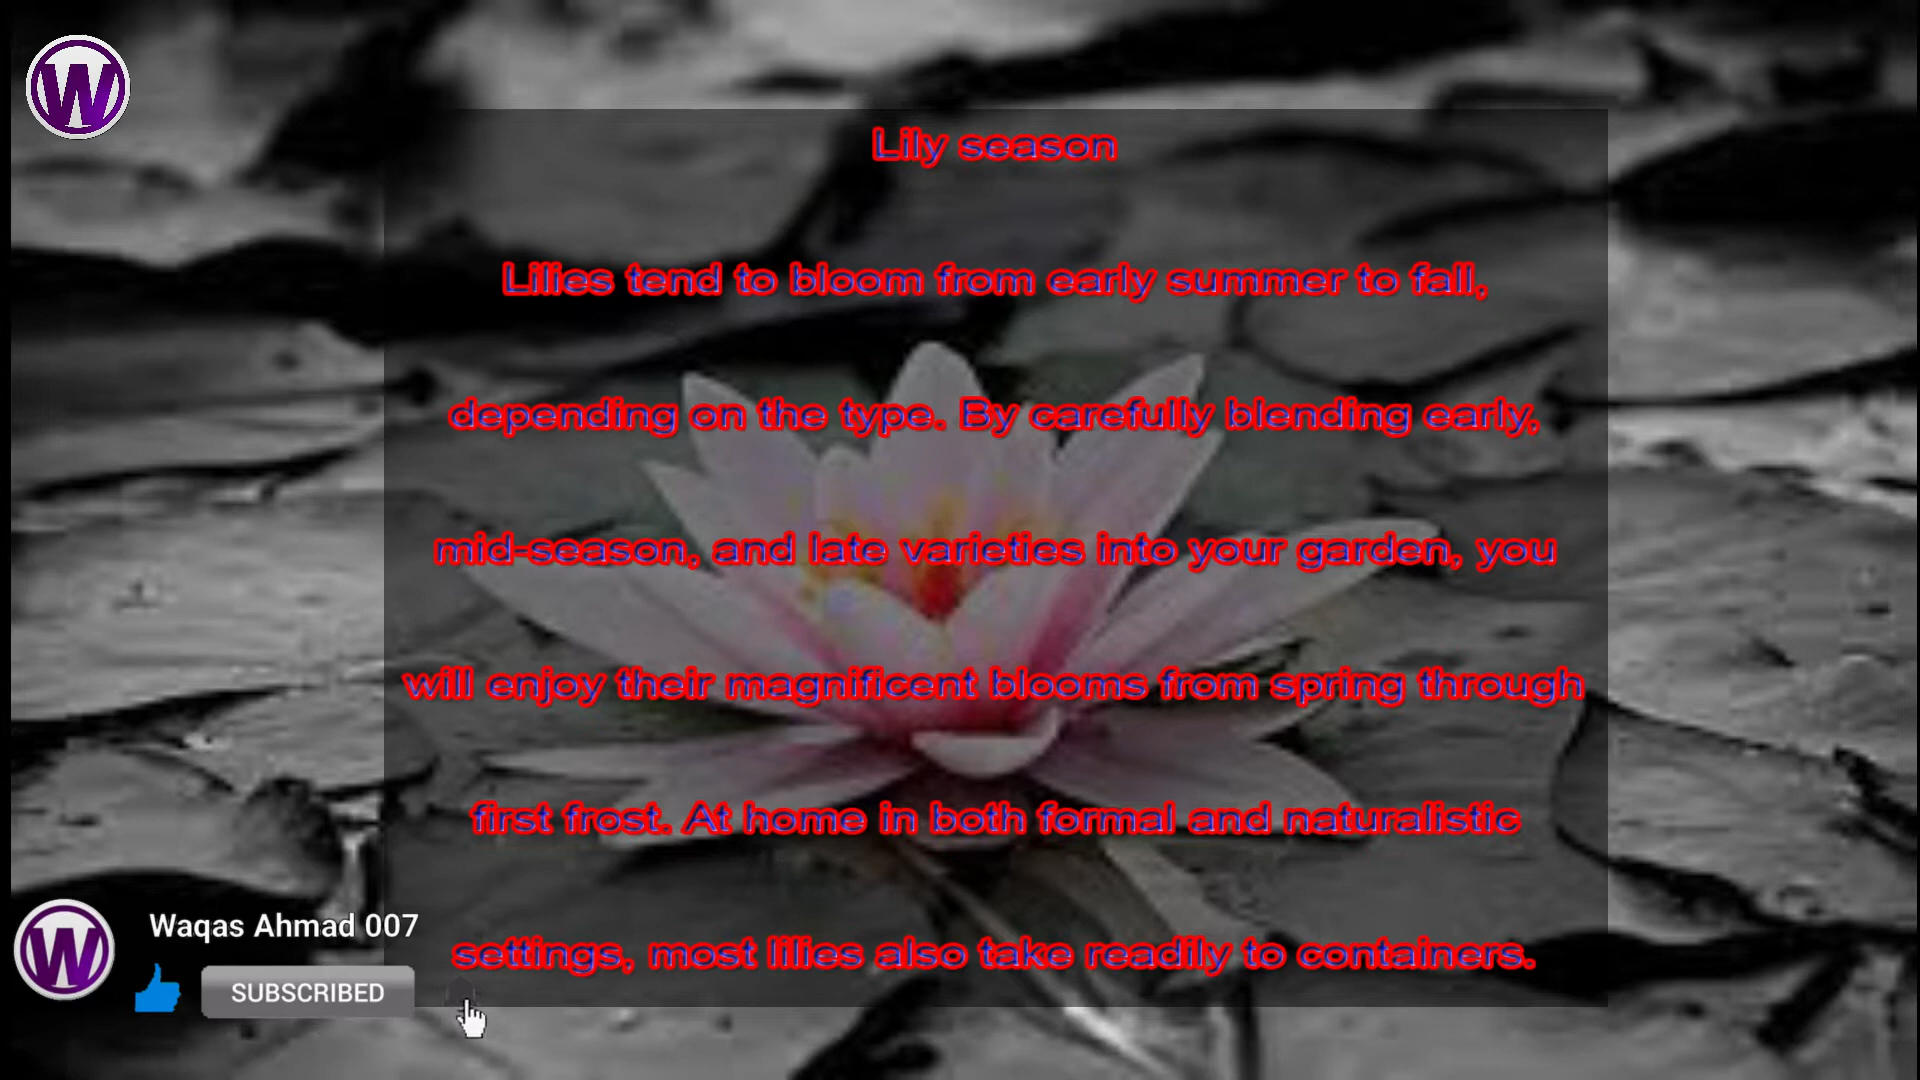 W
Lily season
Lilies tend to bloom from early summer to fall,
depending on the type. By carefully blending early,
mid-season, and late varieties into your garden, you
will enjoy their magnificent blooms from spring through
first frost. At home in both formal and naturalistic
settings, most lilies also take readily to containers.
W
Waqas Ahmad 007
SUBSCRIBED